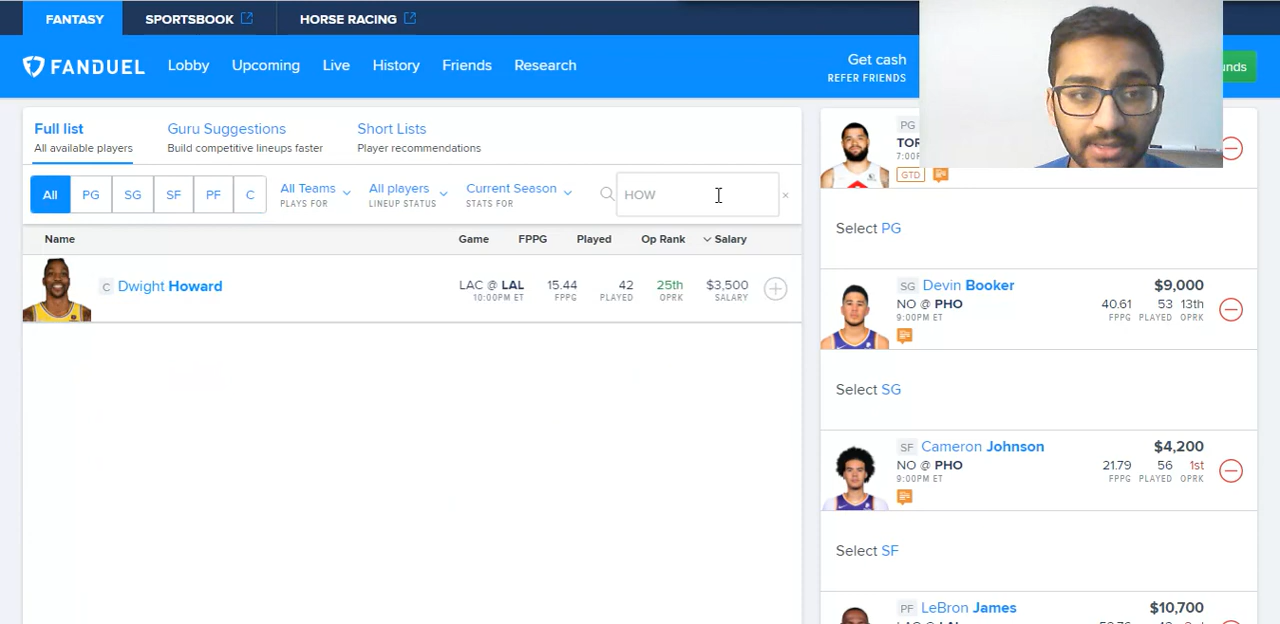 FANTASY
SPORTSBOOK
HORSE RACING
FANDUEL
Lobby
Upcoming
Live
History
Friends
Research
Get cash
REFER FRIENDS
Full list
All available players
Guru Suggestions
Build competitive lineups faster
Short Lists
Player recommendations
All
PG
SG
SF
PF
C
All Teams
PLAYS FOR
All players
LINEUP STATUS
Current Season
STATS FOR
HOW
×
Name
Game
FPPG
Played
Op Rank
Salary
C Dwight Howard
LAC @ LAL
10:00PM ET
15.44
FPPG
42
PLAYED
25th
OPRK
$3,500
SALARY
PG
GTD
Select PG
SG Devin Booker
$9,000
NO @ PHO
40.61 53 13th
9:00PM ET
FPPG PLAYED OPRK
Select SG
SF Cameron Johnson
$4,200
NO @ PHO
21.79 56 1st
9:00PM ET
FPPG PLAYED OPRK
Select SF
PF LeBron James
$10,700